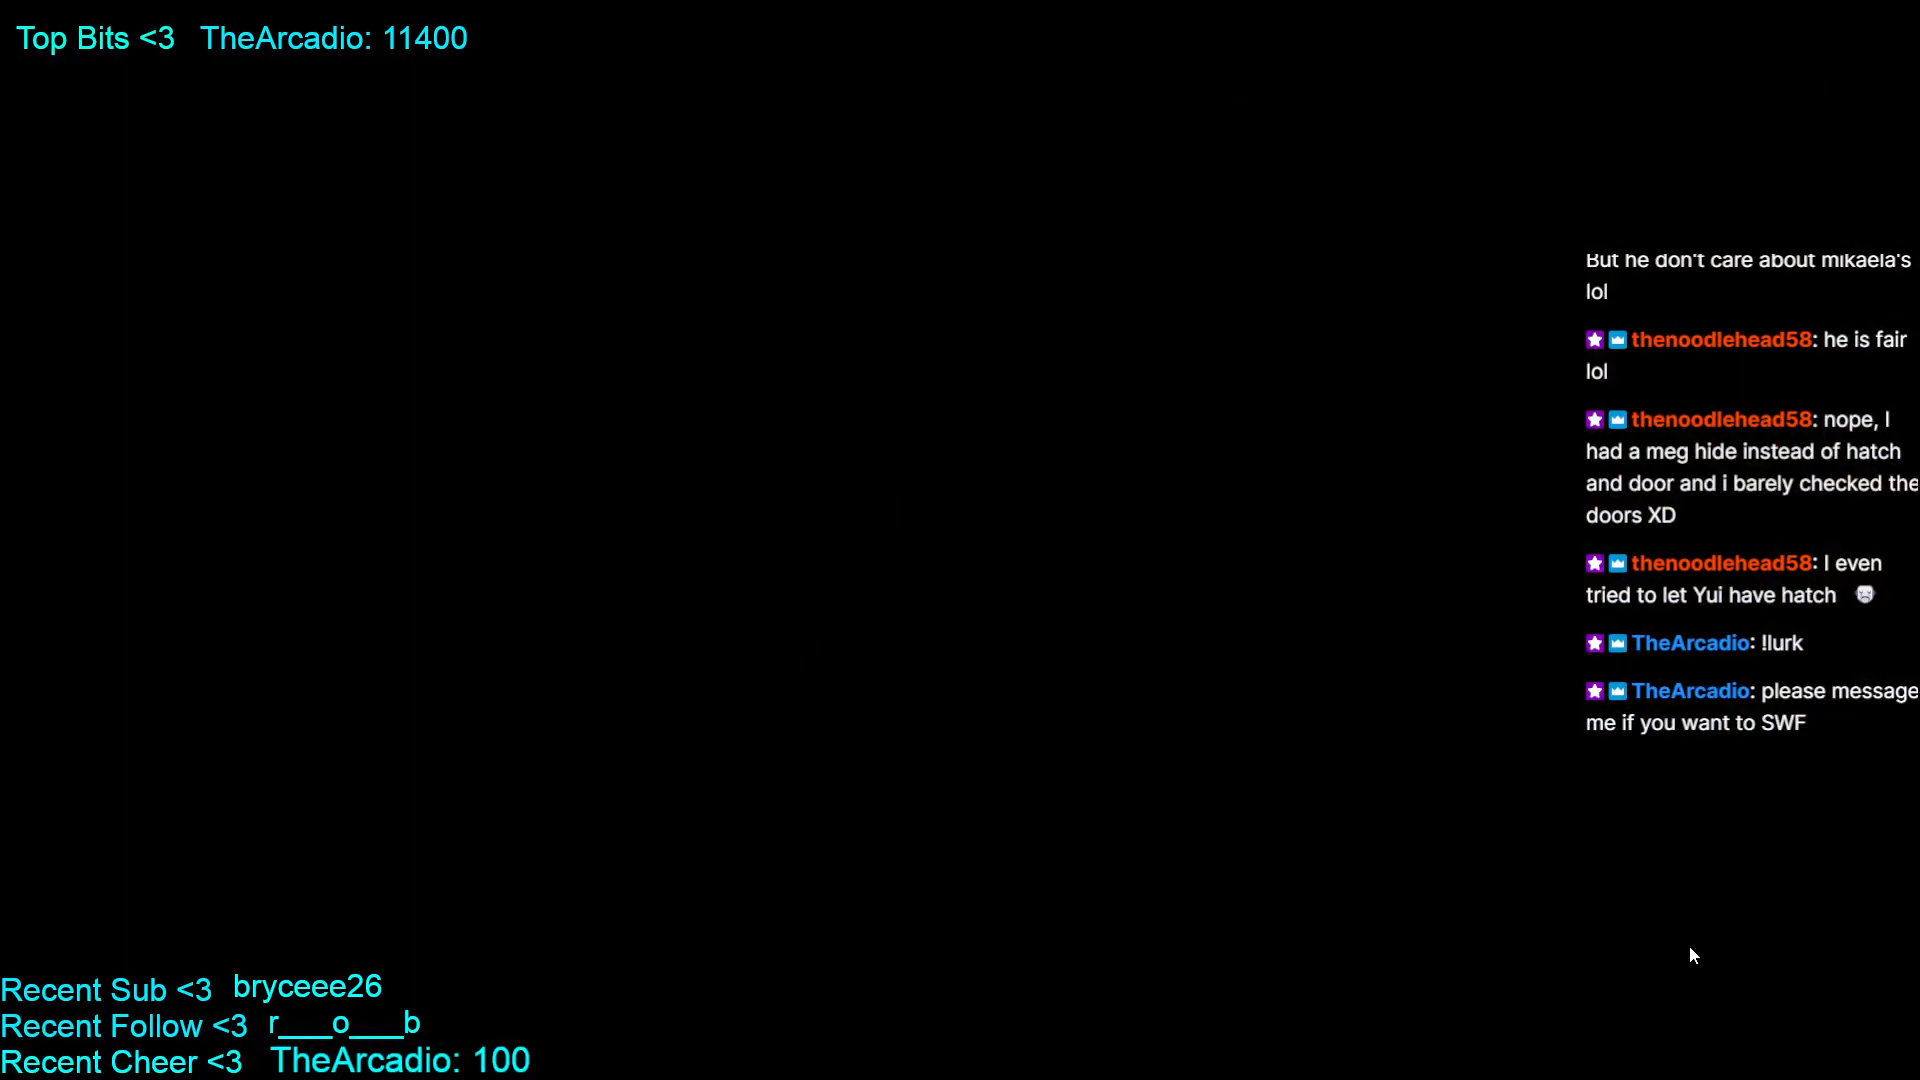 Top Bits <3 TheArcadio: 11400
But he don't care about mikaela's
lol
thenoodlehead58: he is fair
lol
thenoodlehead58: nope, I
had a meg hide instead of hatch
and door and i barely checked the
doors XD
thenoodlehead58: I even
tried to let Yui have hatch
TheArcadio: !lurk
TheArcadio: please message
me if you want to SWF
Recent Sub <3 bryceee26
Recent Follow <3 r___o___b
Recent Cheer <3 TheArcadio: 100